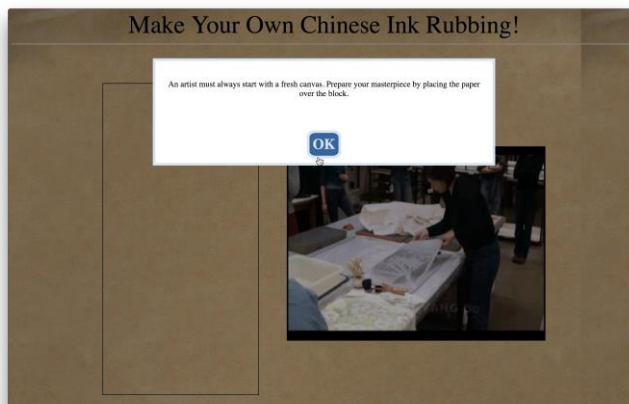 Make Your Own Chinese Ink Rubbing!
An artist must always start with a fresh canvas. Prepare your masterpiece by placing the paper
over the block.
OK